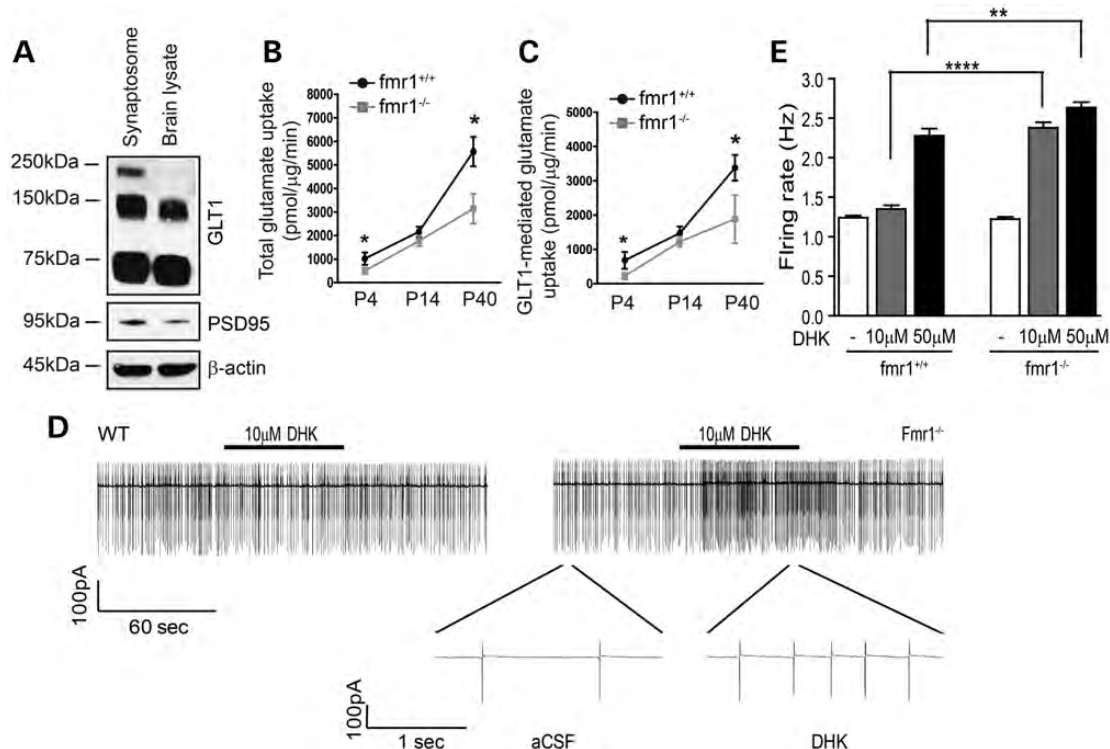 A
Synaptosome
Brain lysate
250kDa
150kDa
75kDa
GLT1
95kDa
PSD95
45kDa
β-actin
B
fmr1+/+
fmr1-/-
*
*
Total glutamate uptake
(pmol/μg/min)
8000
7000
6000
5000
4000
3000
2000
1000
0
P4 P14 P40
C
fmr1+/+
fmr1-/-
*
*
GLT1-mediated glutamate
uptake (pmol/μg/min)
5000
4000
3000
2000
1000
0
P4 P14 P40
E
**
****
Firing rate (Hz)
3.0
2.5
2.0
1.5
1.0
0.5
0.0
DHK - 10μM 50μM - 10μM 50μM
fmr1+/+ fmr1-/-
D
WT 10μM DHK
10μM DHK Fmr1-/-
100pA
60 sec
100pA
1 sec
aCSF
DHK